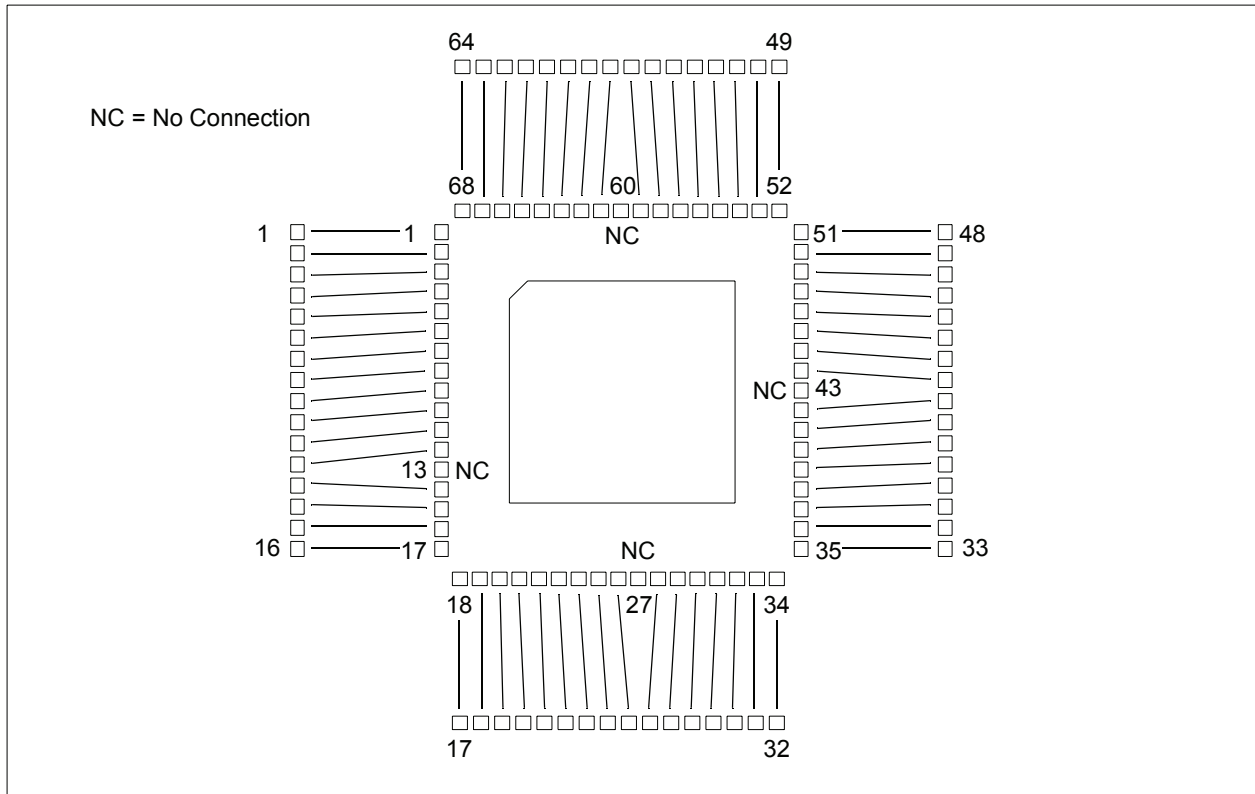 64 49
NC = No Connection
68 60 52
1 1 NC 51 48
NC 43
13 NC
16 17 NC 35 33
18 27 34
17 32